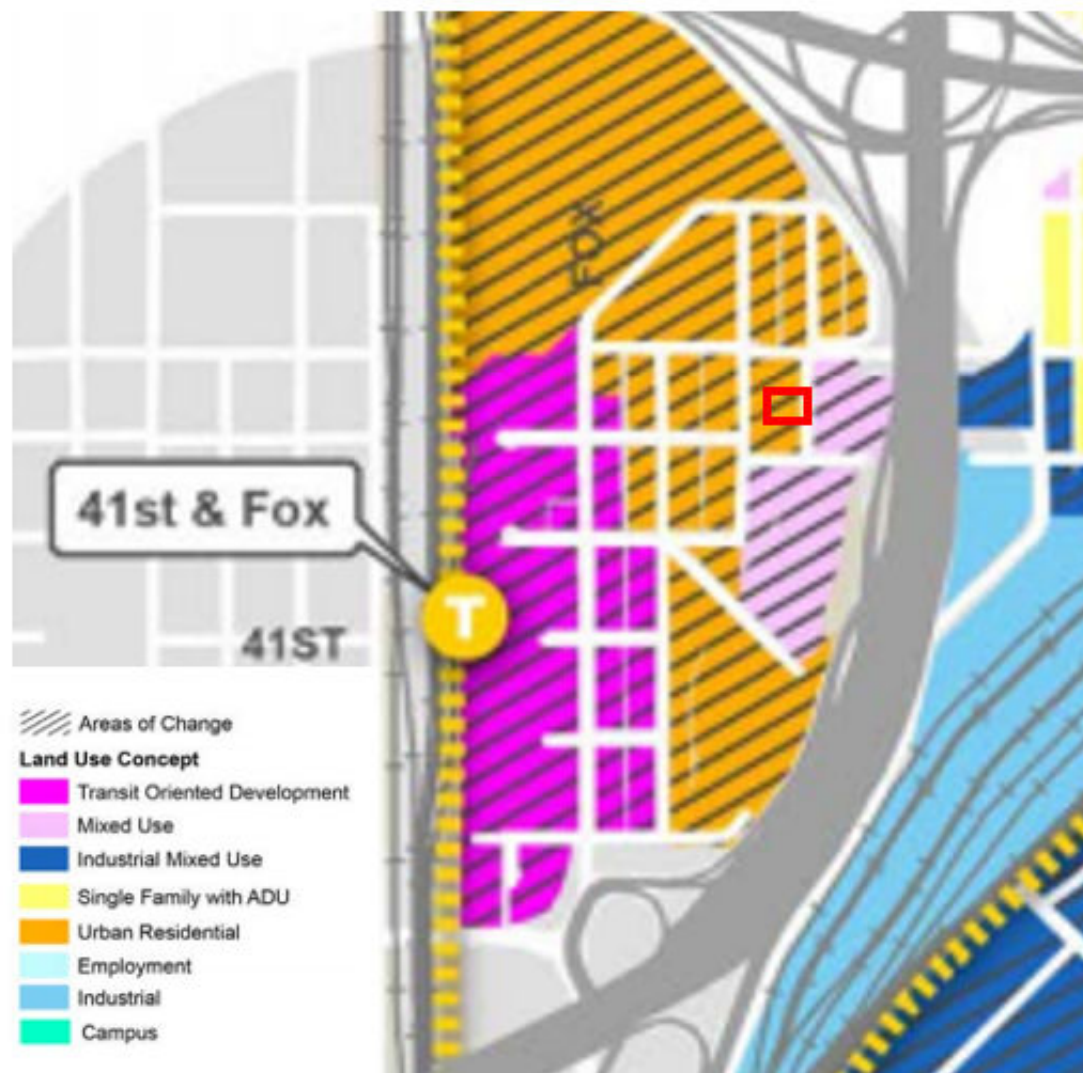 FOX
41st & Fox
T
41ST
Areas of Change
Land Use Concept
Transit Oriented Development
Mixed Use
Industrial Mixed Use
Single Family with ADU
Urban Residential
Employment
Industrial
Campus